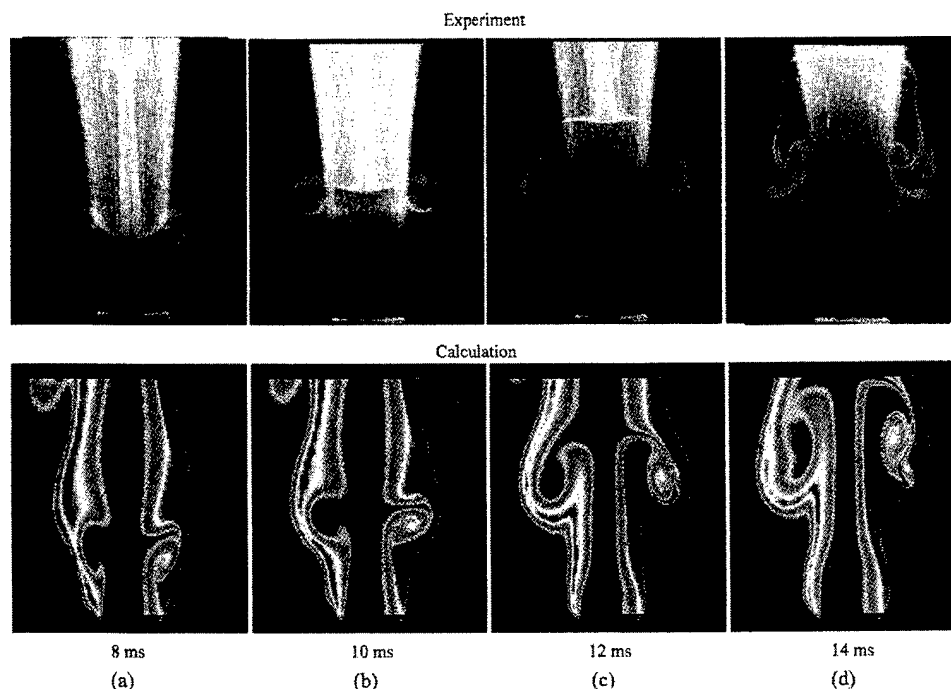 Experiment
Calculation
8 ms
10 ms
12 ms
14 ms
(a)
(b)
(c)
(d)